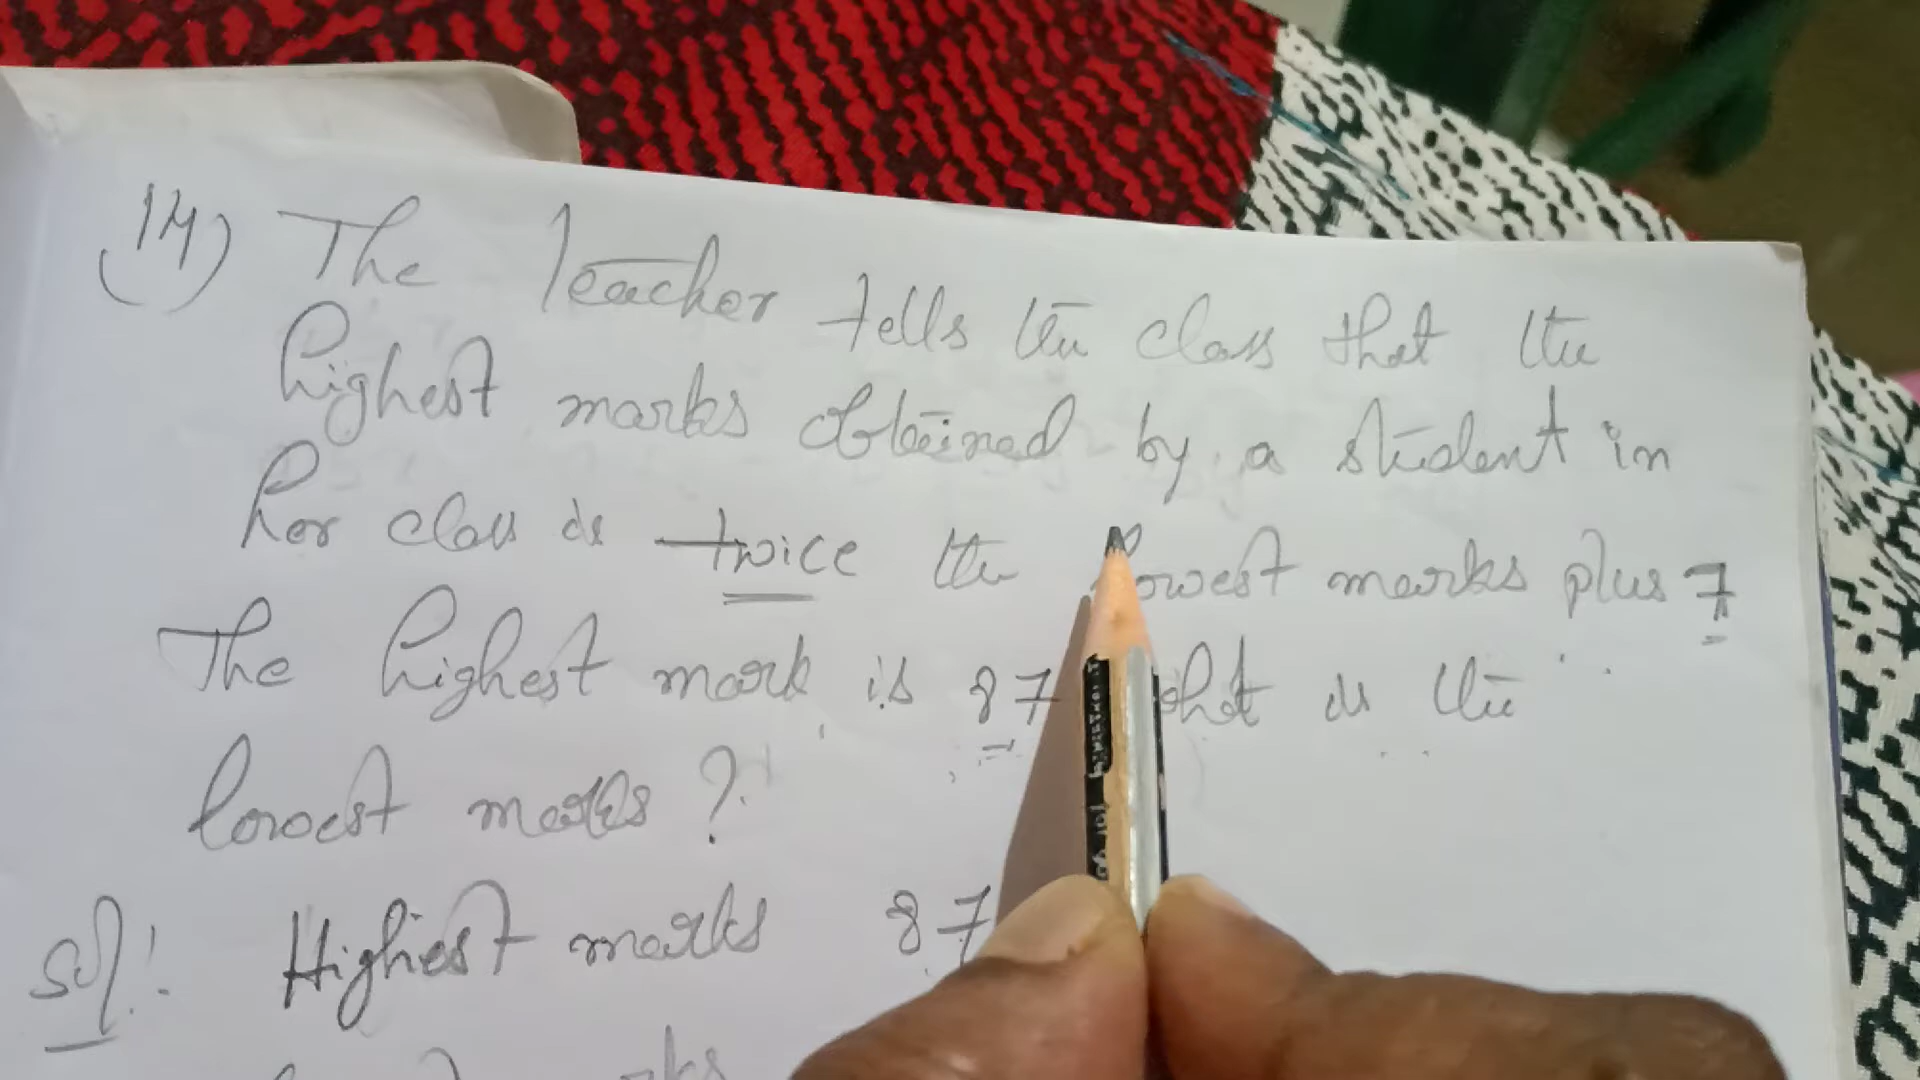 14) The Teacher tells the class that the
highest marks obtained by a student in
her class is twice the lowest marks plus 7
The highest mark is 87 what is the
lowest marks ?
Sol! Highest marks 87